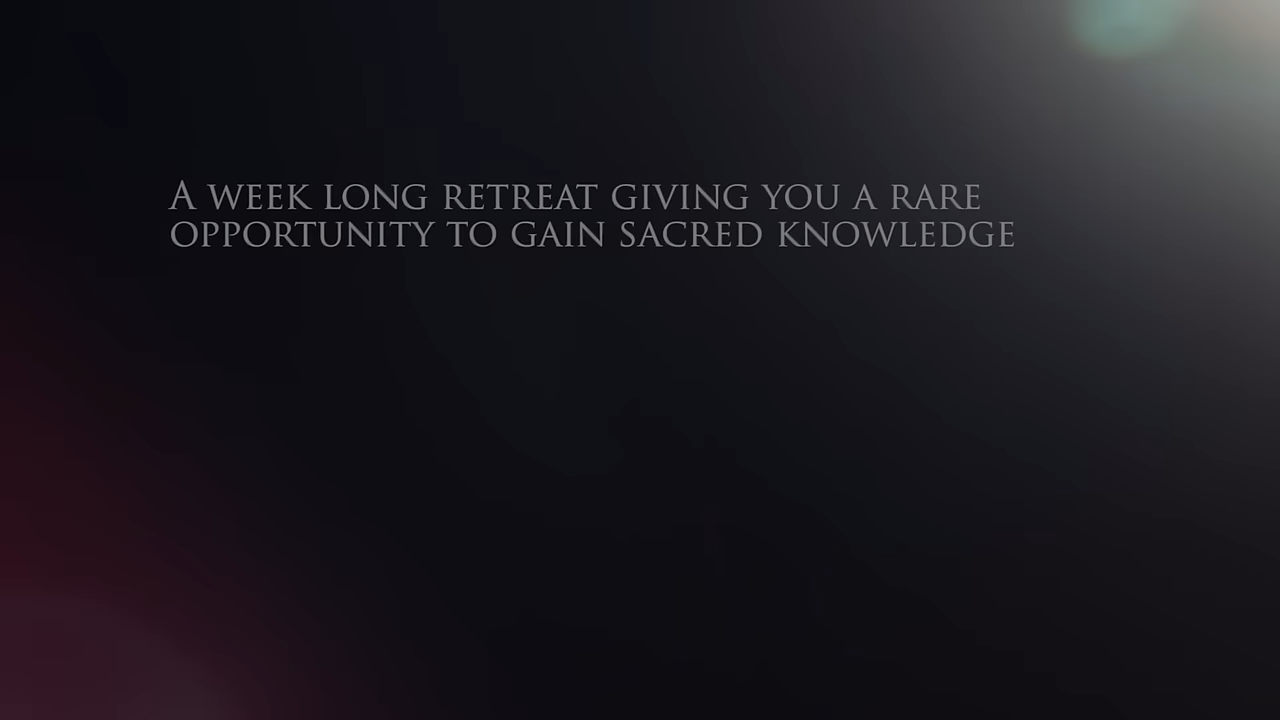 A WEEK LONG RETREAT GIVING YOU A RARE
OPPORTUNITY TO GAIN SACRED KNOWLEDGE